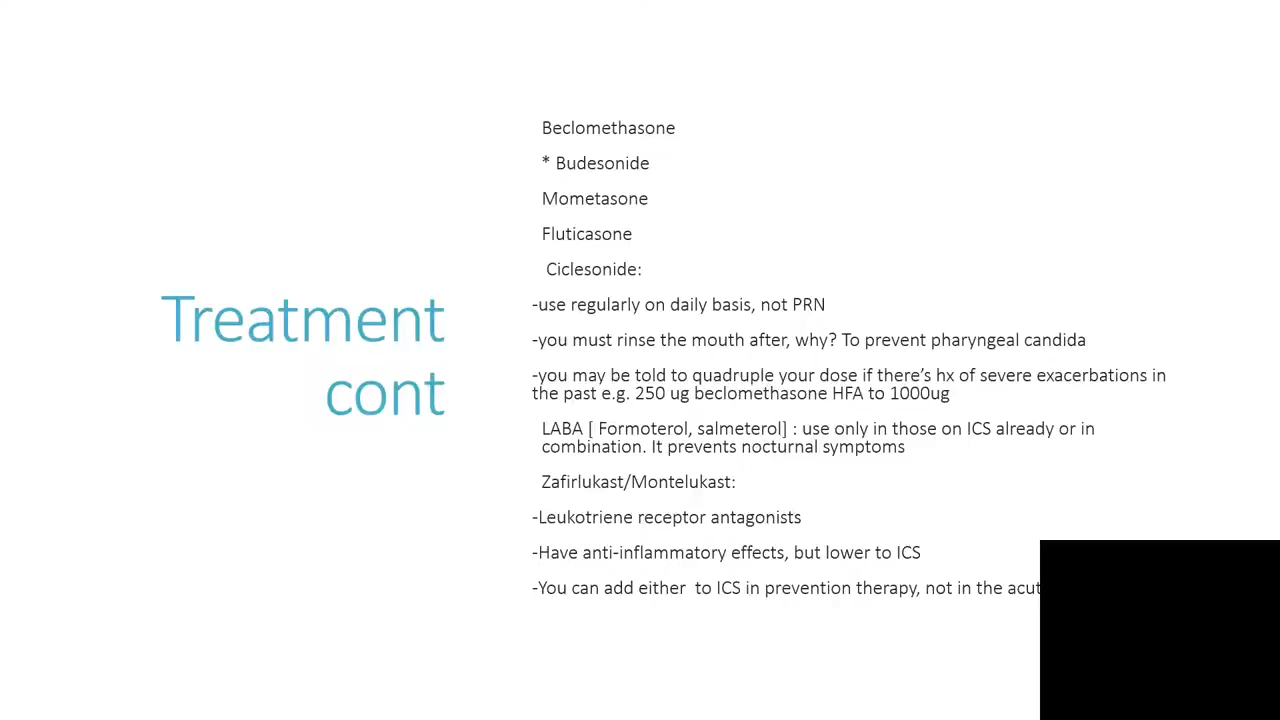 Treatment
cont
Beclomethasone
* Budesonide
Mometasone
Fluticasone
Ciclesonide:
-use regularly on daily basis, not PRN
-you must rinse the mouth after, why? To prevent pharyngeal candida
-you may be told to quadruple your dose if there’s hx of severe exacerbations in
the past e.g. 250 ug beclomethasone HFA to 1000ug
LABA [ Formoterol, salmeterol] : use only in those on ICS already or in
combination. It prevents nocturnal symptoms
Zafirlukast/Montelukast:
-Leukotriene receptor antagonists
-Have anti-inflammatory effects, but lower to ICS
-You can add either to ICS in prevention therapy, not in the acut